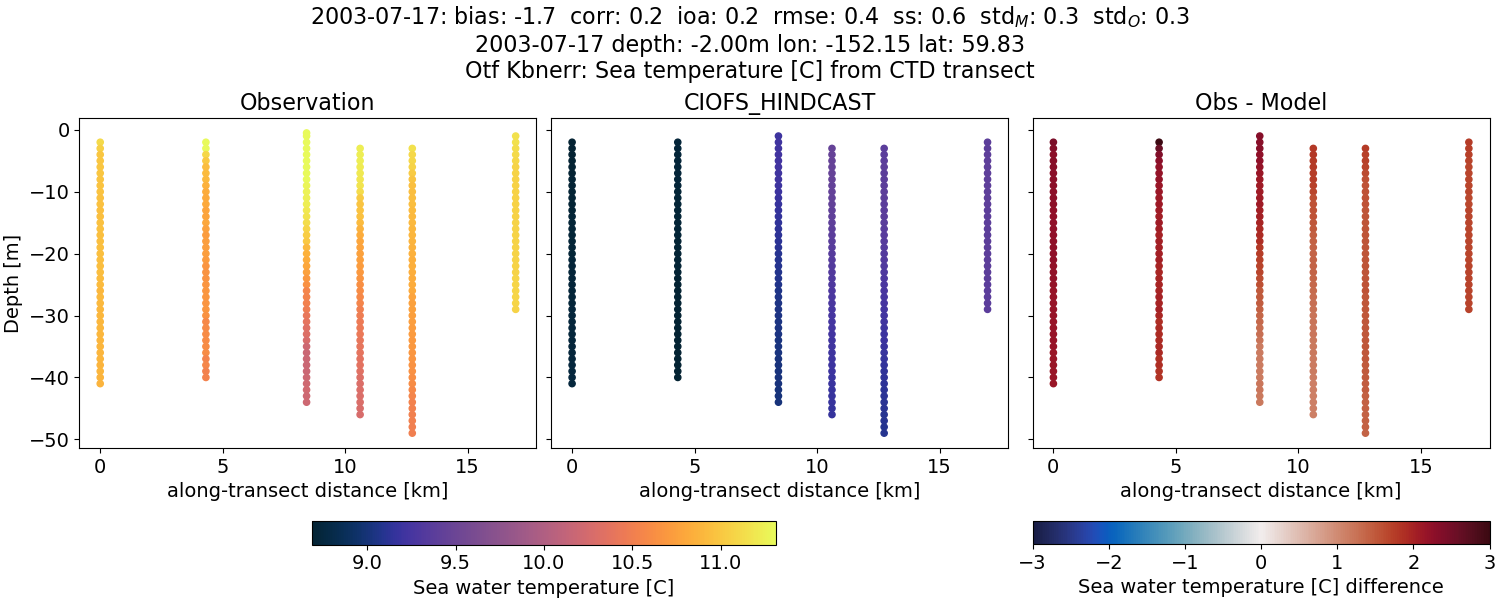 2003-07-17: bias: -1.7  corr: 0.2  ioa: 0.2  rmse: 0.4  ss: 0.6  std_M: 0.3  std_O: 0.3
2003-07-17 depth: -2.00m lon: -152.15 lat: 59.83
Otf Kbnerr: Sea temperature [C] from CTD transect
Observation
CIOFS_HINDCAST
Obs - Model
Depth [m]
0
−10
−20
−30
−40
−50
0 5 10 15
0 5 10 15
0 5 10 15
along-transect distance [km]
along-transect distance [km]
along-transect distance [km]
9.0 9.5 10.0 10.5 11.0
Sea water temperature [C]
−3 −2 −1 0 1 2 3
Sea water temperature [C] difference